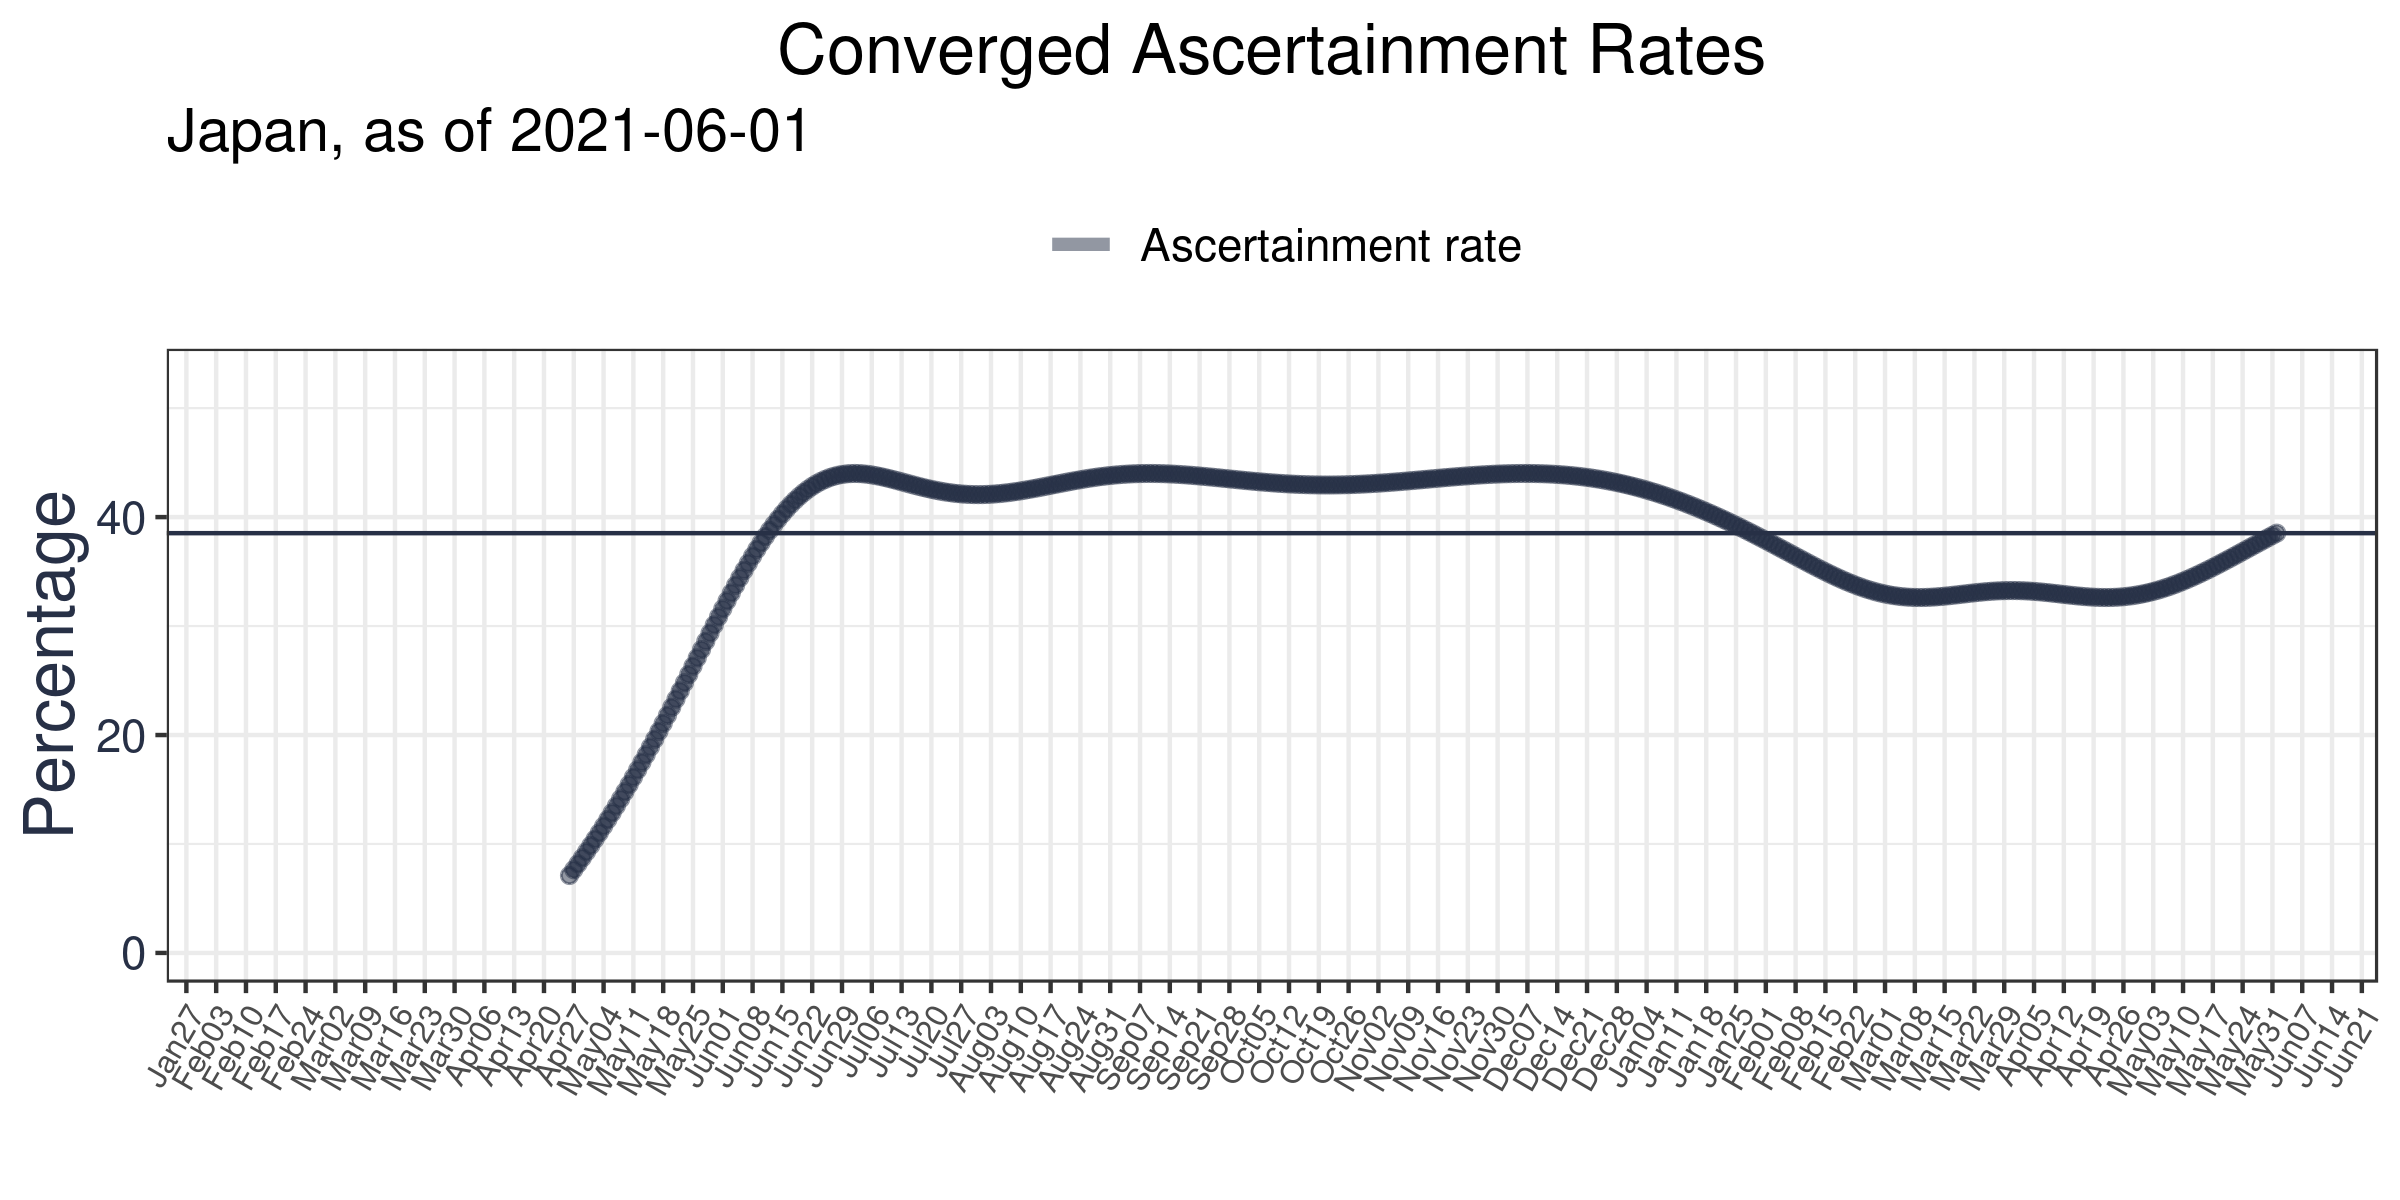 Converged Ascertainment Rates
Japan, as of 2021-06-01
Ascertainment rate
Percentage
40
20
0
Jan27
Feb03
Feb10
Feb17
Feb24
Mar02
Mar09
Mar16
Mar23
Mar30
Apr06
Apr13
Apr20
Apr27
May04
May11
May18
May25
Jun01
Jun08
Jun15
Jun22
Jun29
Jul06
Jul13
Jul20
Jul27
Aug03
Aug10
Aug17
Aug24
Aug31
Sep07
Sep14
Sep21
Sep28
Oct05
Oct12
Oct19
Oct26
Nov02
Nov09
Nov16
Nov23
Nov30
Dec07
Dec14
Dec21
Dec28
Jan04
Jan11
Jan18
Jan25
Feb01
Feb08
Feb15
Feb22
Mar01
Mar08
Mar15
Mar22
Mar29
Apr05
Apr12
Apr19
Apr26
May03
May10
May17
May24
May31
Jun07
Jun14
Jun21